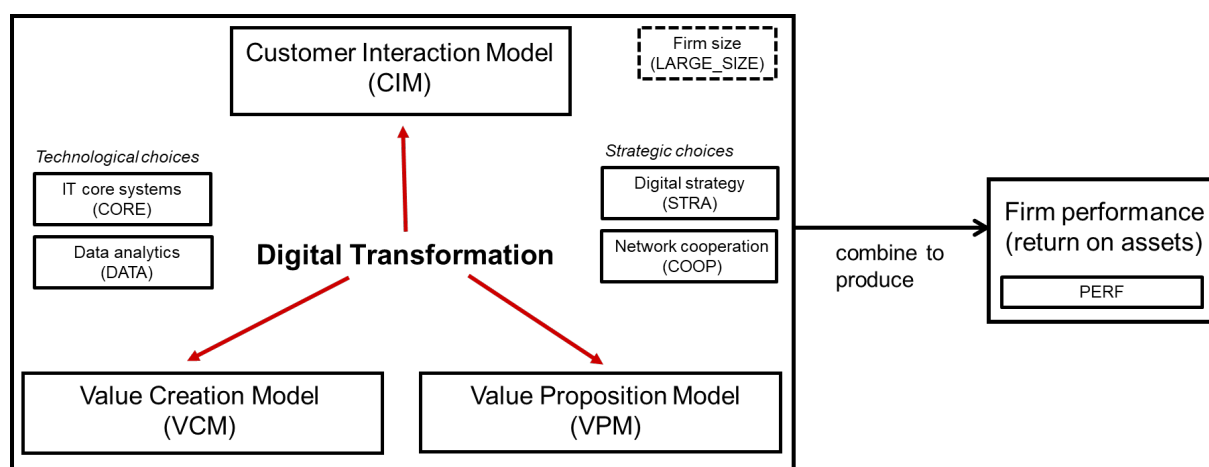 Customer Interaction Model
(CIM)
Firm size
(LARGE_SIZE)
Technological choices
IT core systems
(CORE)
Data analytics
(DATA)
Strategic choices
Digital strategy
(STRA)
Network cooperation
(COOP)
Digital Transformation
Value Creation Model
(VCM)
Value Proposition Model
(VPM)
combine to
produce
Firm performance
(return on assets)
PERF